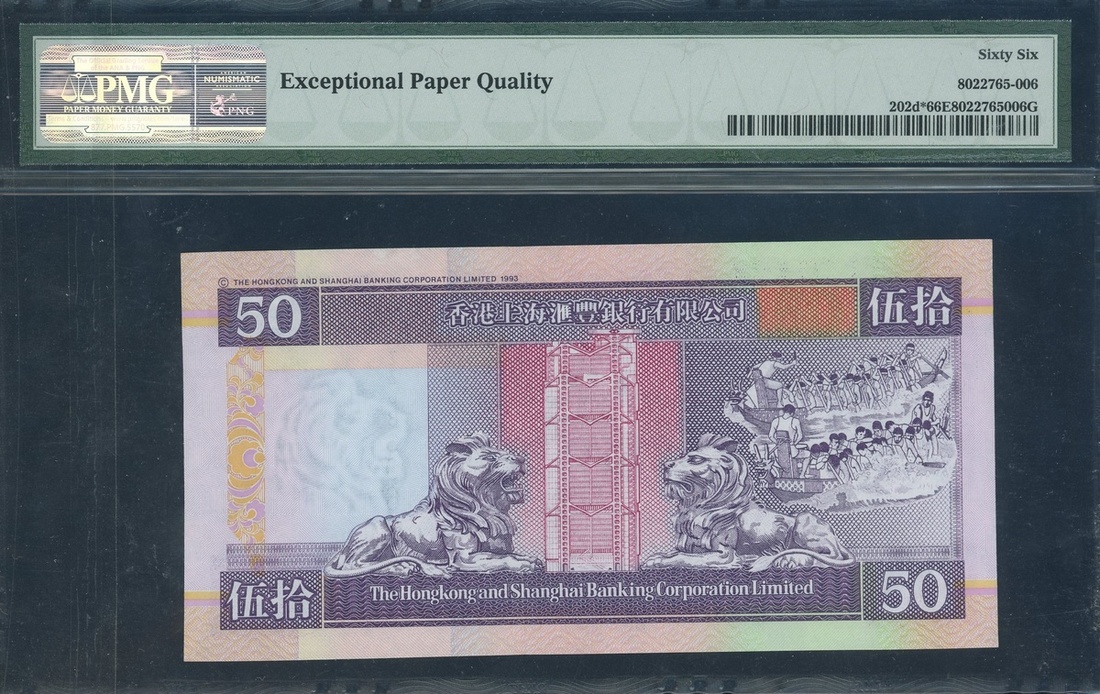 PMG
PAPER MONEY GUARANTY
NUMISMATIC
PNG
Exceptional Paper Quality
Sixty Six
8022765-006
202d*66E8022765006G
© THE HONGKONG AND SHANGHAI BANKING CORPORATION LIMITED 1993
50
香港上海滙豐銀行有限公司
伍拾
伍拾
The Hongkong and Shanghai Banking Corporation Limited
50